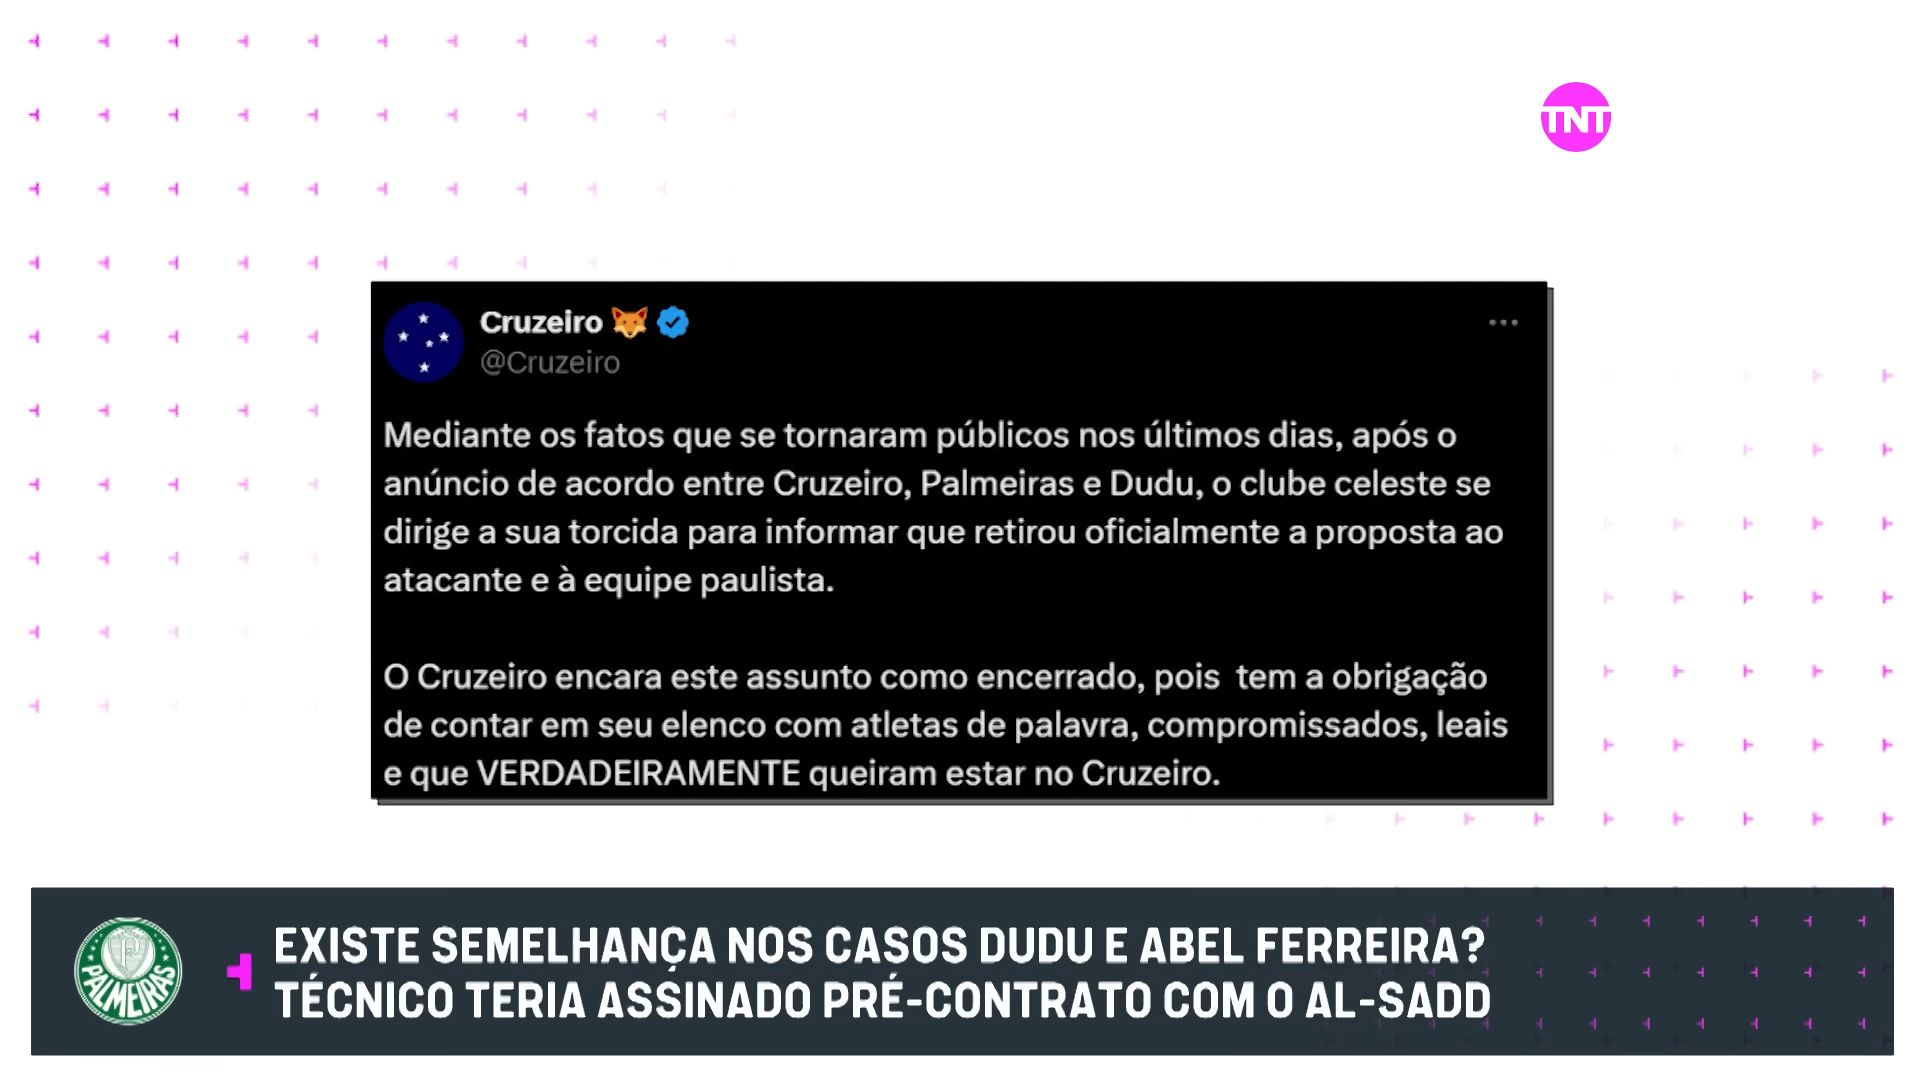 TNT
Cruzeiro
@Cruzeiro
Mediante os fatos que se tornaram públicos nos últimos dias, após o
anúncio de acordo entre Cruzeiro, Palmeiras e Dudu, o clube celeste se
dirige a sua torcida para informar que retirou oficialmente a proposta ao
atacante e à equipe paulista.
O Cruzeiro encara este assunto como encerrado, pois  tem a obrigação
de contar em seu elenco com atletas de palavra, compromissados, leais
e que VERDADEIRAMENTE queiram estar no Cruzeiro.
PALMEIRAS
EXISTE SEMELHANÇA NOS CASOS DUDU E ABEL FERREIRA?
TÉCNICO TERIA ASSINADO PRÉ-CONTRATO COM O AL-SADD